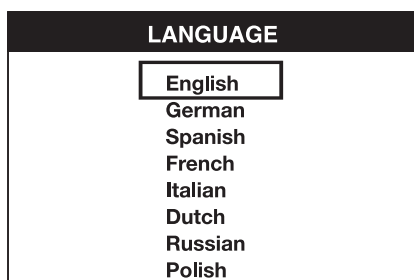 LANGUAGE
English
German
Spanish
French
Italian
Dutch
Russian
Polish